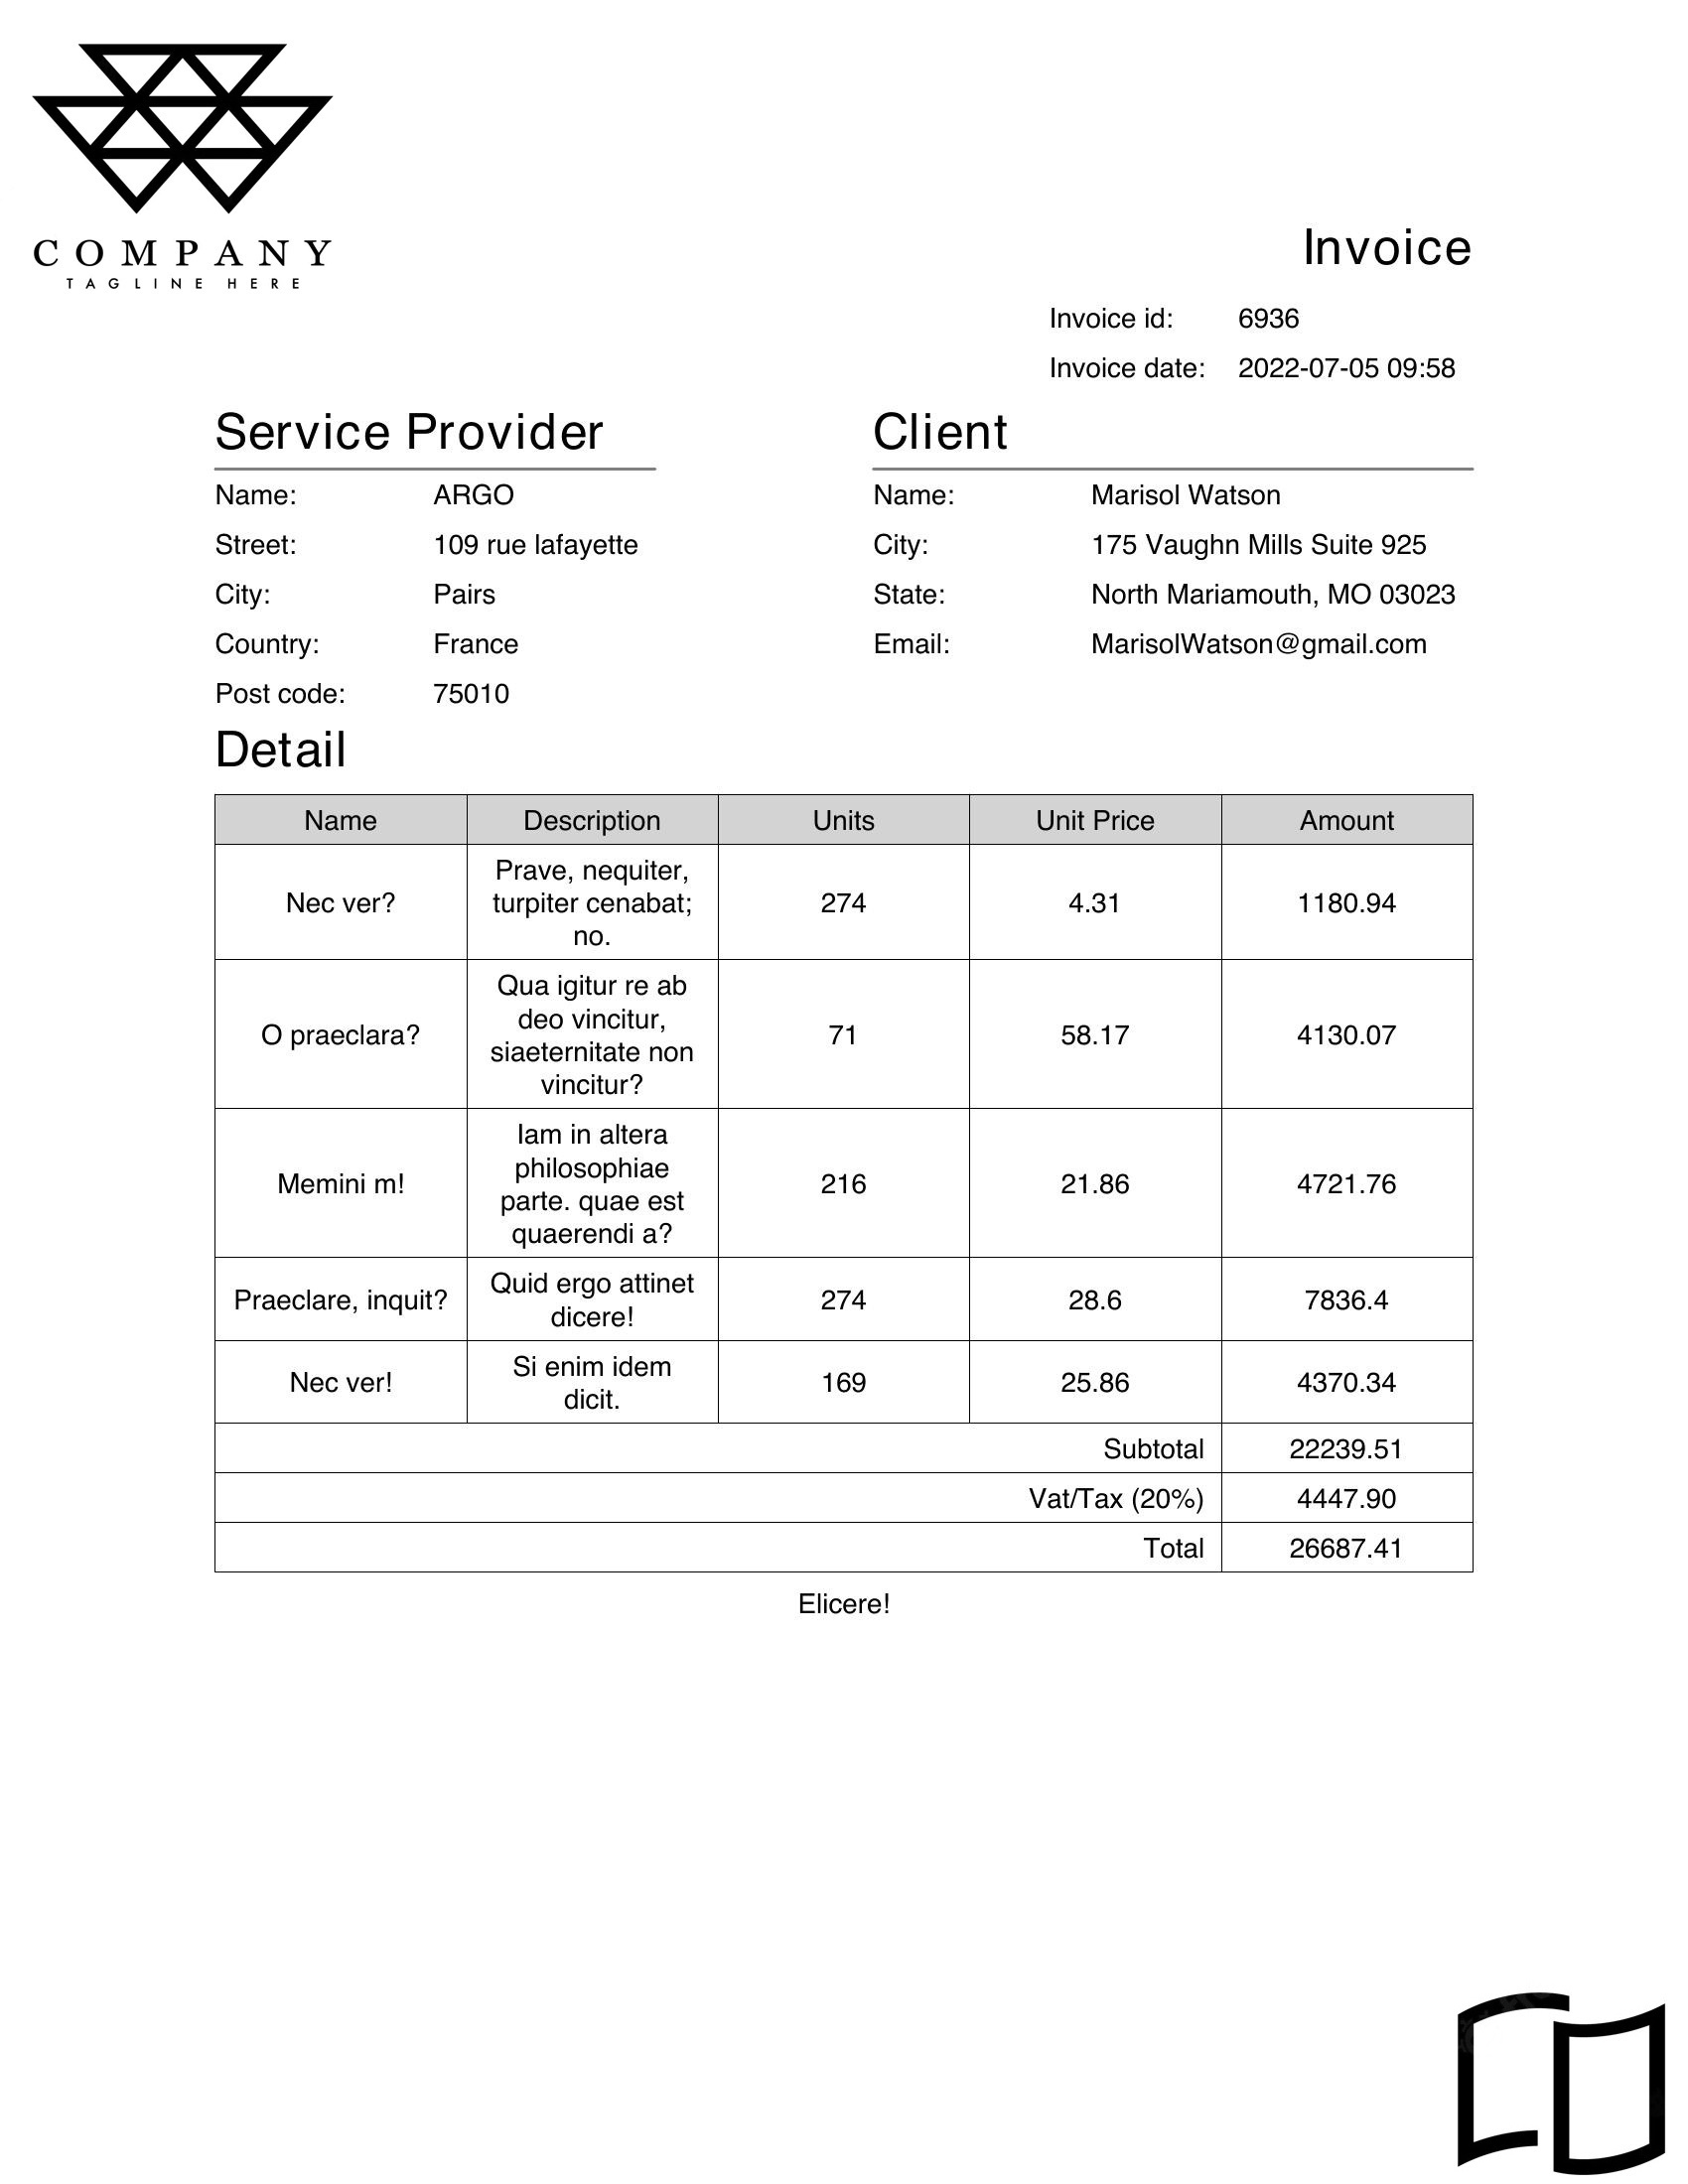 COMPANY
TAGLINE HERE
Invoice
Invoice id: 6936
Invoice date: 2022-07-05 09:58
Service Provider
Name: ARGO
Street: 109 rue lafayette
City: Pairs
Country: France
Post code: 75010
Client
Name: Marisol Watson
City: 175 Vaughn Mills Suite 925
State: North Mariamouth, MO 03023
Email: MarisolWatson@gmail.com
Detail
Name Description Units Unit Price Amount
Nec ver? Prave, nequiter, turpiter cenabat; no. 274 4.31 1180.94
O praeclara? Qua igitur re ab deo vincitur, siaeternitate non vincitur? 71 58.17 4130.07
Memini m! Iam in altera philosophiae parte. quae est quaerendi a? 216 21.86 4721.76
Praeclare, inquit? Quid ergo attinet dicere! 274 28.6 7836.4
Nec ver! Si enim idem dicit. 169 25.86 4370.34
Subtotal 22239.51
Vat/Tax (20%) 4447.90
Total 26687.41
Elicere!